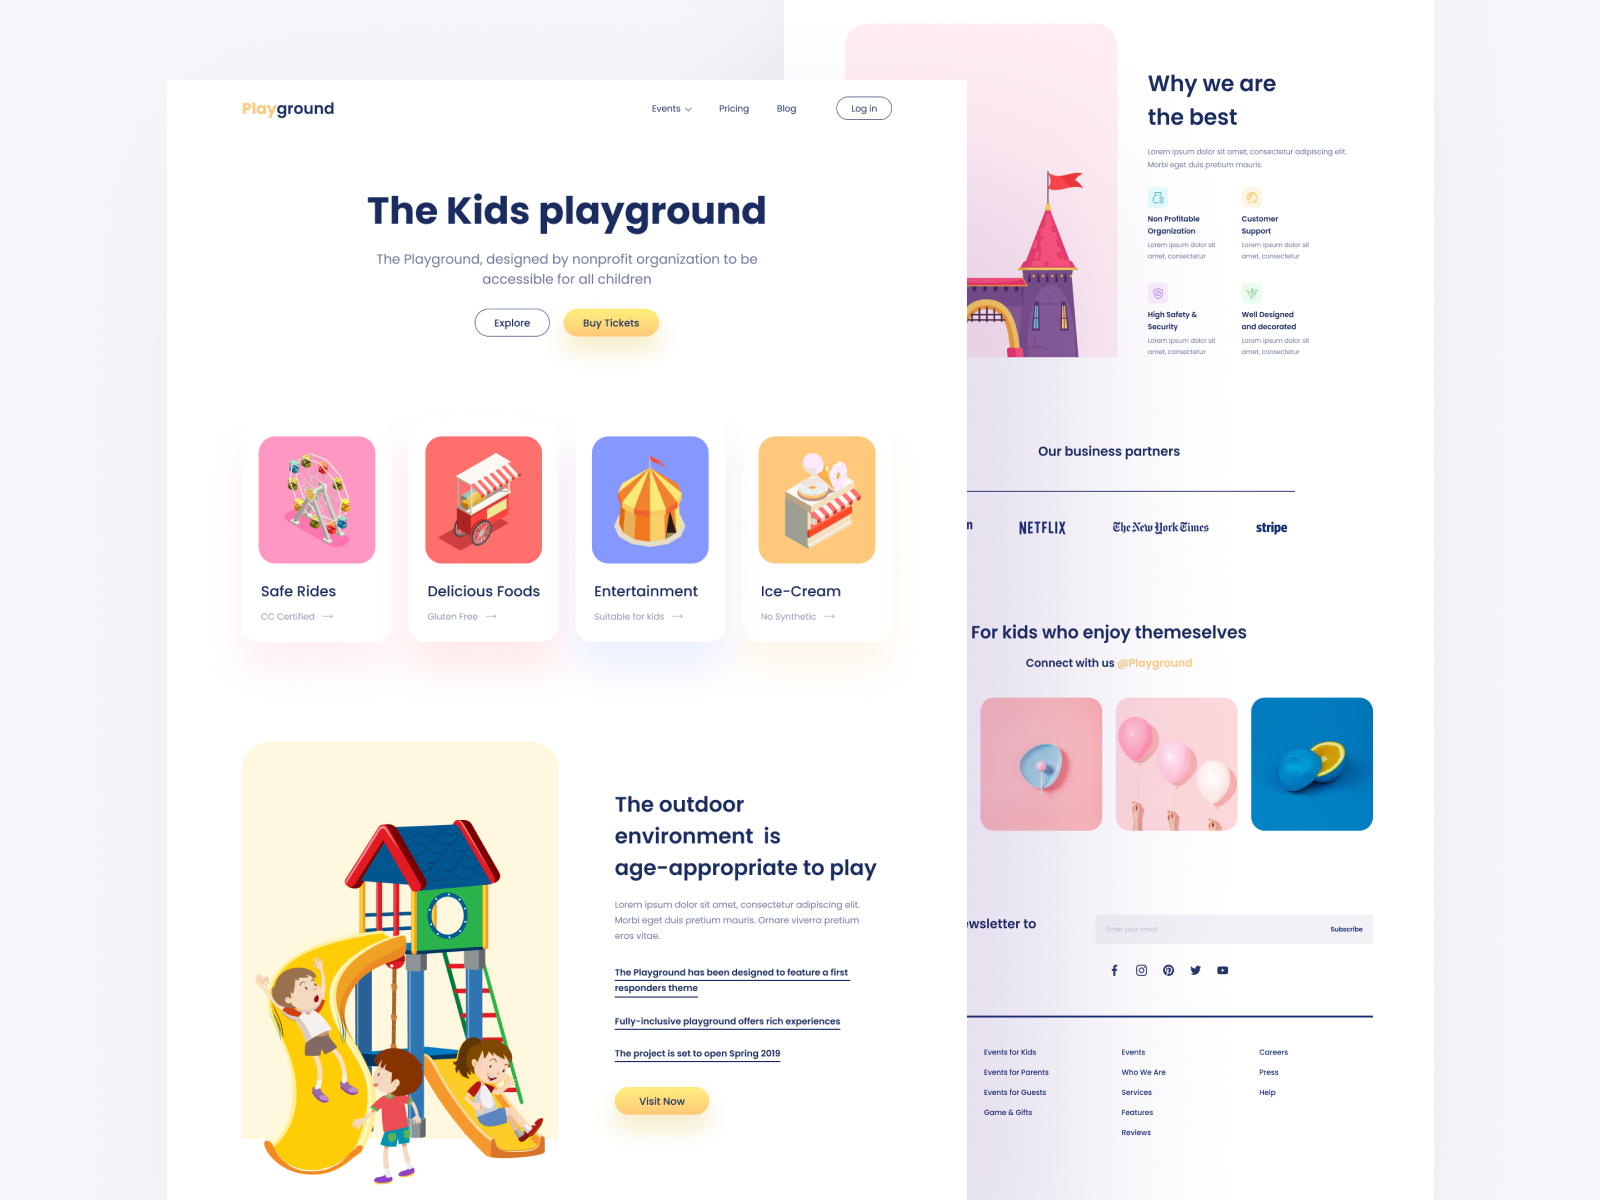 Playground
Events
Pricing
Blog
Log in
The Kids playground
The Playground, designed by nonprofit organization to be
accessible for all children
Explore
Buy Tickets
Safe Rides
CC Certified
Delicious Foods
Gluten Free
Entertainment
Suitable for kids
Ice-Cream
No Synthetic
The outdoor
environment is
age-appropriate to play
Lorem ipsum dolor sit amet, consectetur adipiscing elit.
Morbi eget duis pretium mauris. Ornare viverra pretium
eros vitae.
The Playground has been designed to feature a first
responders theme
Fully-inclusive playground offers rich experiences
The project is set to open Spring 2019
Visit Now
Why we are
the best
Lorem ipsum dolor sit amet, consectetur adipiscing elit.
Morbi eget duis pretium mauris.
Non Profitable
Organization
Lorem ipsum dolor sit
amet, consectetur
Customer
Support
Lorem ipsum dolor sit
amet, consectetur
High Safety &
Security
Lorem ipsum dolor sit
amet, consectetur
Well Designed
and decorated
Lorem ipsum dolor sit
amet, consectetur
Our business partners
NETFLIX
The New York Times
stripe
For kids who enjoy themeselves
Connect with us @Playground
ewsletter to
Enter your email
Subscribe
Events for Kids
Events for Parents
Events for Guests
Game & Gifts
Events
Who We Are
Services
Features
Reviews
Careers
Press
Help